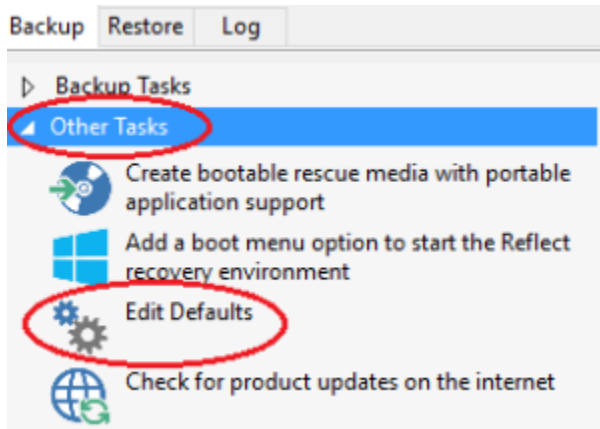 Backup Restore Log
Backup Tasks
Other Tasks
Create bootable rescue media with portable
application support
Add a boot menu option to start the Reflect
recovery environment
Edit Defaults
Check for product updates on the internet